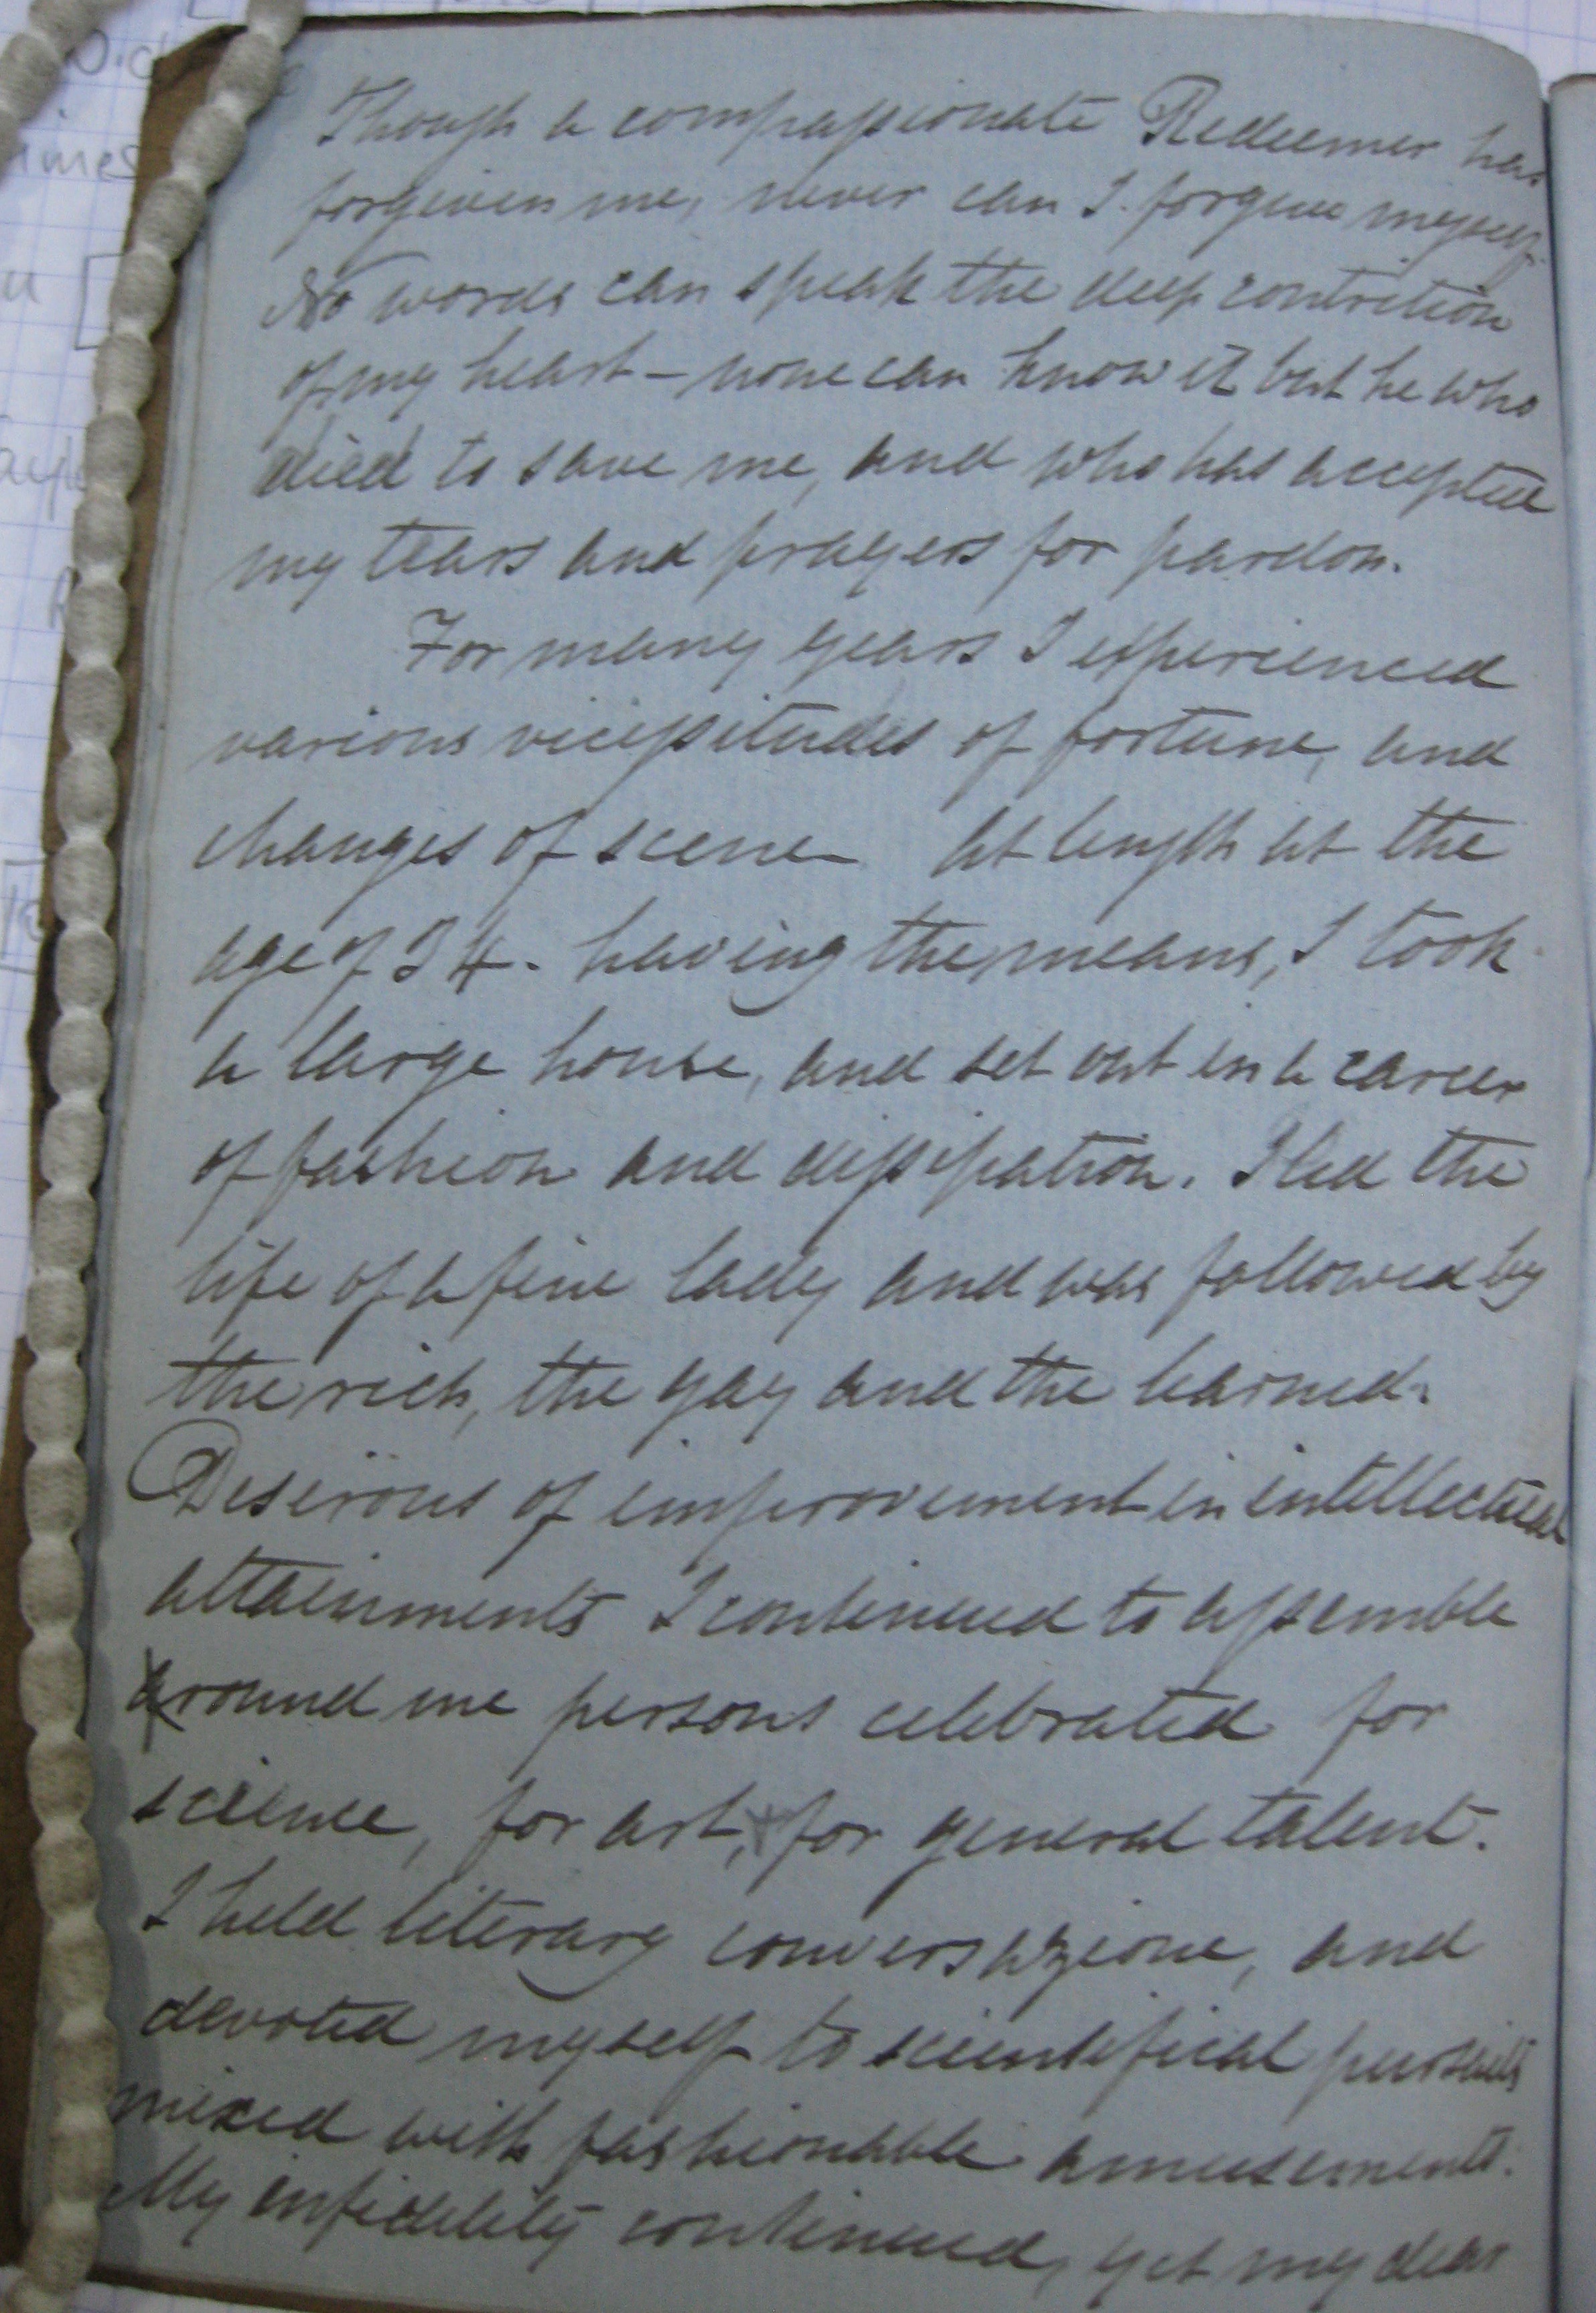 Though a compassionate Redeemer has
forgiven me, never can I forgive myself.
No words can speak the deep contrition
of my heart - none can know it but he who
died to save me, and who has accepted
my tears and prayers for pardon.
For many years I experienced
various vicissitudes of fortune, and
changes of scene. At length at the
age of 34. having the means, I took
a large house, and set out in a career
of fashion and dissipation. I led the
life of a fine lady and was followed by
the rich, the gay and the learned.
Desirous of improvement in intellectual
attainments I continued to assemble
around me persons celebrated for
science, for art, for general talent.
I held literary conversazione, and
devoted myself to scientifical pursuits
mixed with fashionable amusements.
My infidelity continued, yet my dear